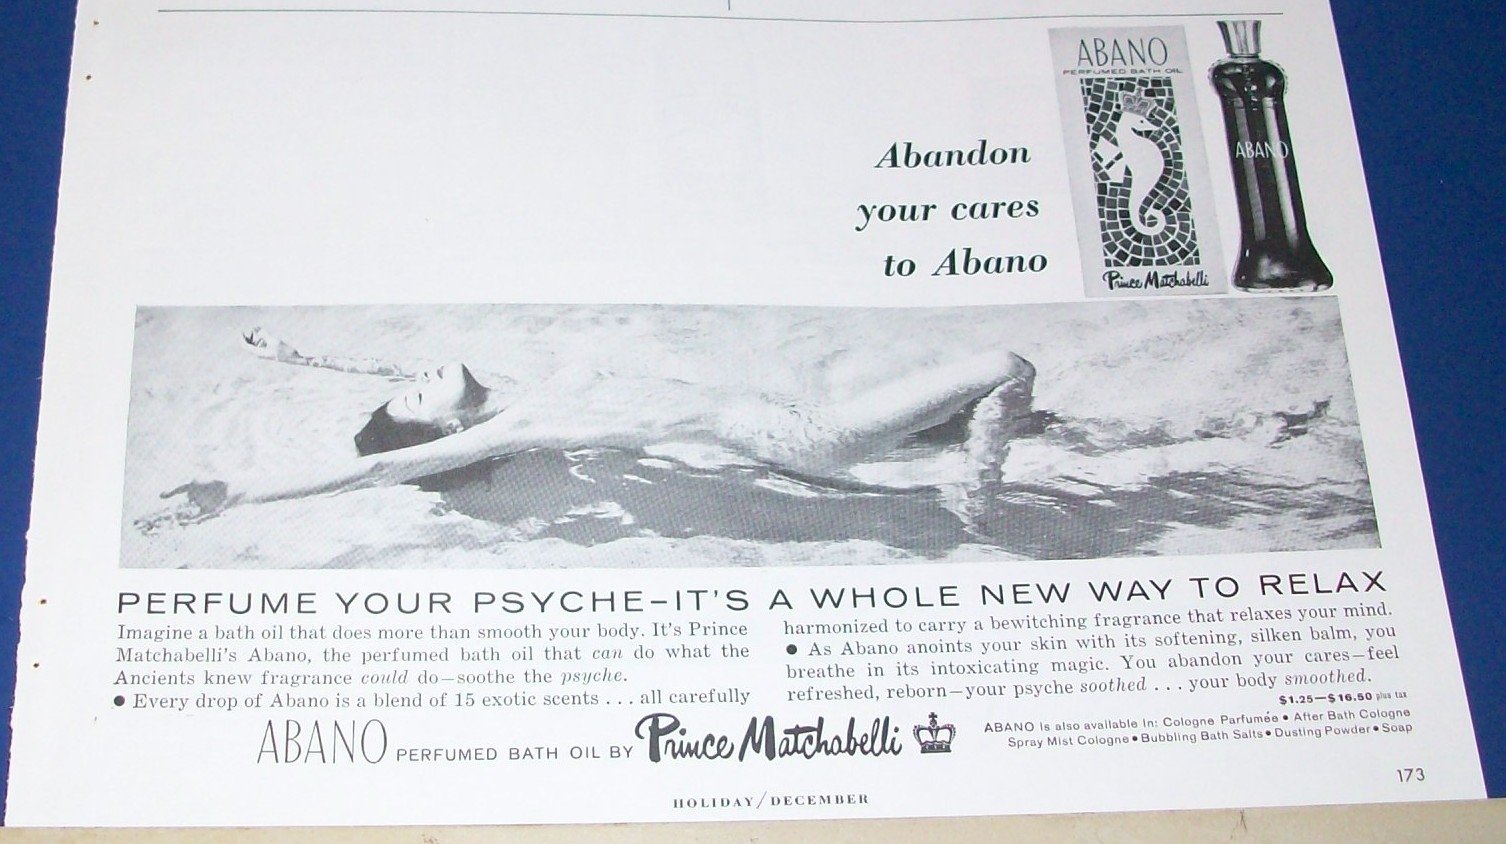 ABANO
PERFUMED BATH OIL
Prince Matchabelli
ABANO
Abandon
your cares
to Abano
PERFUME YOUR PSYCHE–IT'S A WHOLE NEW WAY TO RELAX
Imagine a bath oil that does more than smooth your body. It's Prince
Matchabelli's Abano, the perfumed bath oil that can do what the
Ancients knew fragrance could do—soothe the psyche.
● Every drop of Abano is a blend of 15 exotic scents . . . all carefully
harmonized to carry a bewitching fragrance that relaxes your mind.
● As Abano anoints your skin with its softening, silken balm, you
breathe in its intoxicating magic. You abandon your cares—feel
refreshed, reborn—your psyche soothed . . . your body smoothed.
$1.25—$16.50 plus tax
ABANO PERFUMED BATH OIL BY Prince Matchabelli
ABANO is also available in: Cologne Parfumée ● After Bath Cologne
Spray Mist Cologne ● Bubbling Bath Salts ● Dusting Powder ● Soap
173
HOLIDAY/DECEMBER